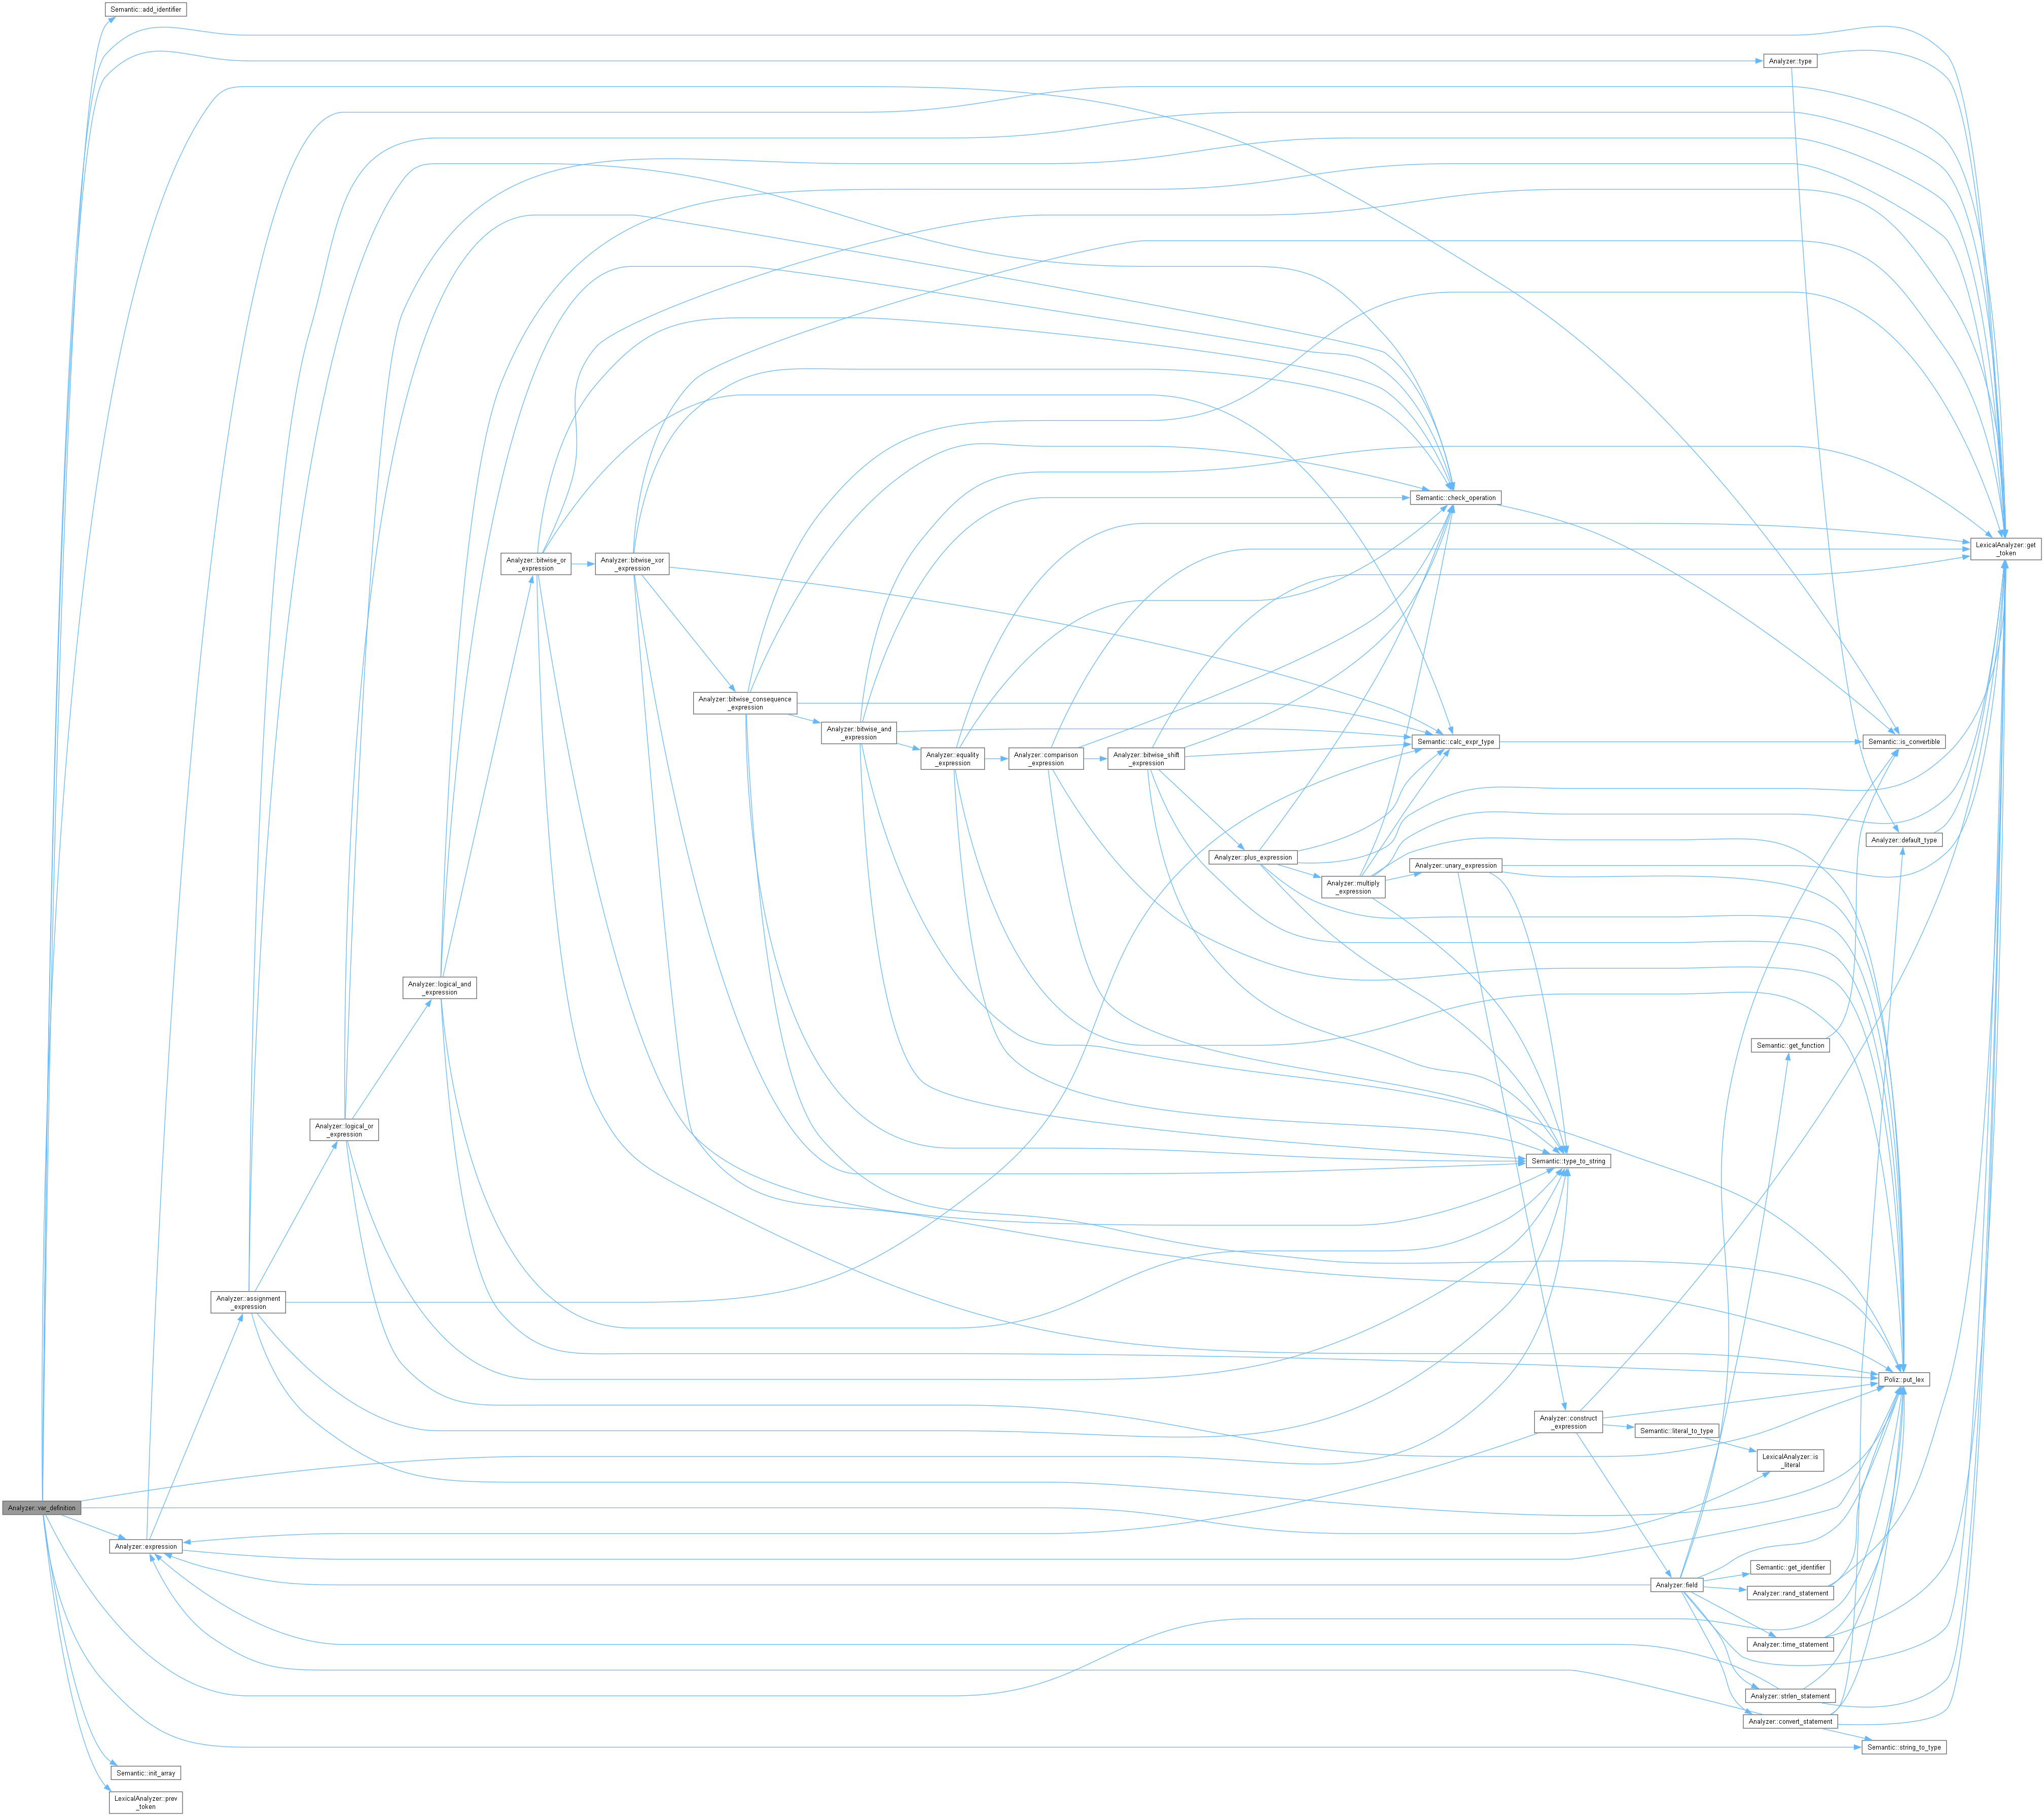 Semantic::add_identifier
Analyzer::type
Semantic::check_operation
LexicalAnalyzer::get
_token
Analyzer::bitwise_or
_expression
Analyzer::bitwise_xor
_expression
Analyzer::bitwise_consequence
_expression
Analyzer::bitwise_and
_expression
Analyzer::equality
_expression
Analyzer::comparison
_expression
Analyzer::bitwise_shift
_expression
Semantic::calc_expr_type
Semantic::is_convertible
Analyzer::default_type
Analyzer::plus_expression
Analyzer::unary_expression
Analyzer::multiply
_expression
Analyzer::logical_and
_expression
Semantic::get_function
Analyzer::logical_or
_expression
Semantic::type_to_string
Analyzer::assignment
_expression
Poliz::put_lex
Analyzer::construct
_expression
Semantic::literal_to_type
LexicalAnalyzer::is
_literal
Analyzer::var_definition
Analyzer::expression
Semantic::get_identifier
Analyzer::field
Analyzer::rand_statement
Analyzer::time_statement
Analyzer::strlen_statement
Analyzer::convert_statement
Semantic::string_to_type
Semantic::init_array
LexicalAnalyzer::prev
_token